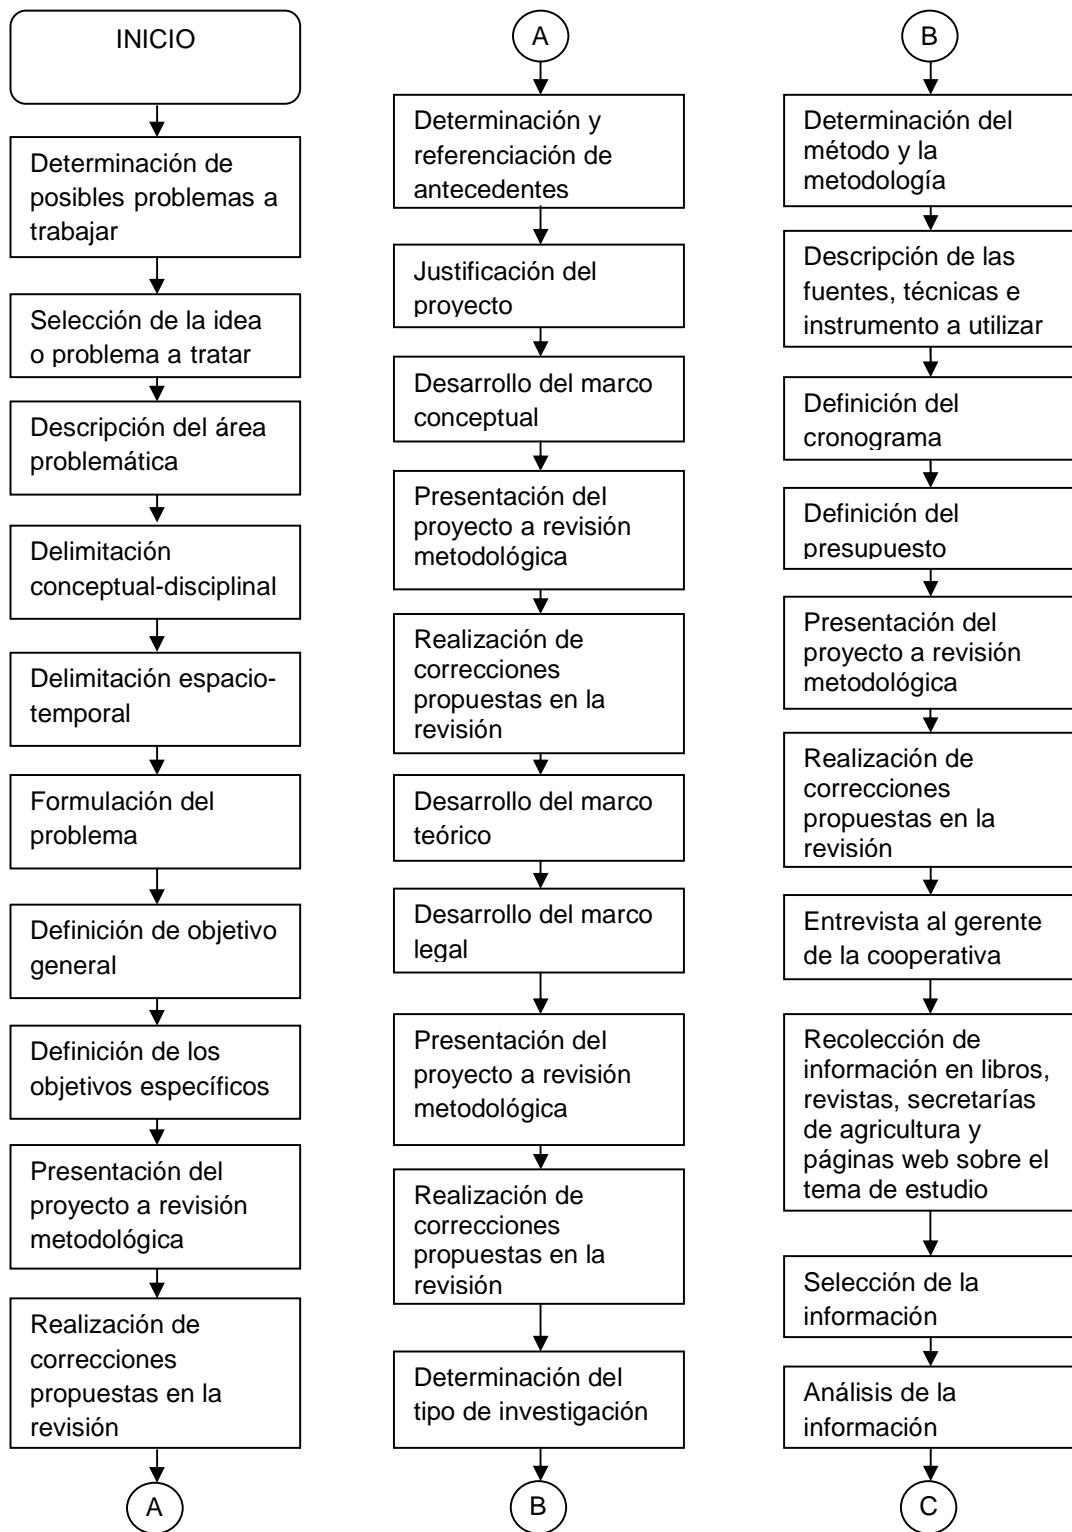 INICIO
Determinación de
posibles problemas a
trabajar
Selección de la idea
o problema a tratar
Descripción del área
problemática
Delimitación
conceptual-disciplinal
Delimitación espacio-
temporal
Formulación del
problema
Definición de objetivo
general
Definición de los
objetivos específicos
Presentación del
proyecto a revisión
metodológica
Realización de
correcciones
propuestas en la
revisión
A
A
Determinación y
referenciación de
antecedentes
Justificación del
proyecto
Desarrollo del marco
conceptual
Presentación del
proyecto a revisión
metodológica
Realización de
correcciones
propuestas en la
revisión
Desarrollo del marco
teórico
Desarrollo del marco
legal
Presentación del
proyecto a revisión
metodológica
Realización de
correcciones
propuestas en la
revisión
Determinación del
tipo de investigación
B
B
Determinación del
método y la
metodología
Descripción de las
fuentes, técnicas e
instrumento a utilizar
Definición del
cronograma
Definición del
presupuesto
Presentación del
proyecto a revisión
metodológica
Realización de
correcciones
propuestas en la
revisión
Entrevista al gerente
de la cooperativa
Recolección de
información en libros,
revistas, secretarías
de agricultura y
páginas web sobre el
tema de estudio
Selección de la
información
Análisis de la
información
C